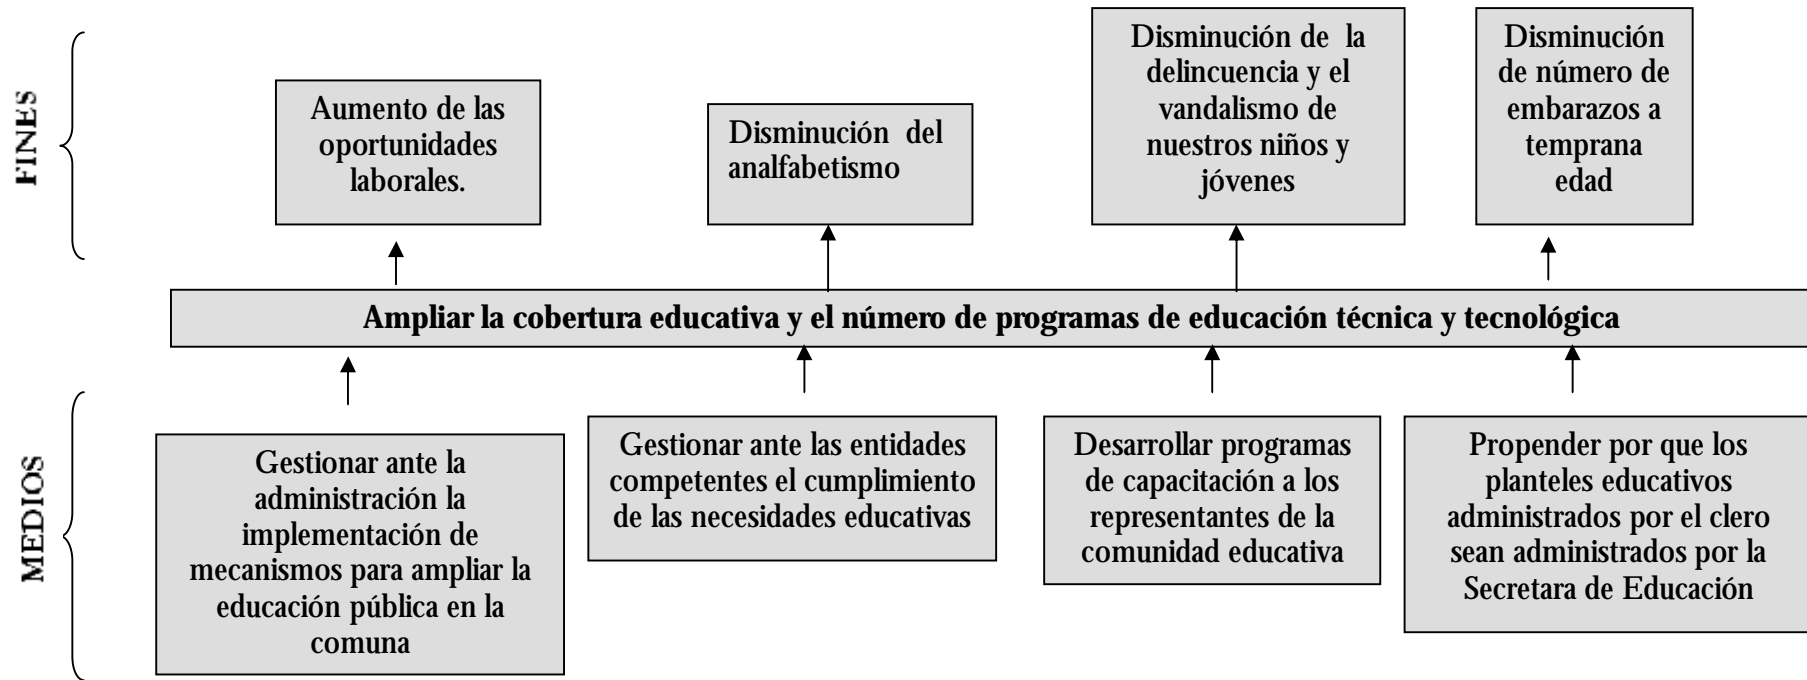 FINES
Aumento de las
oportunidades
laborales.
Disminución del
analfabetismo
Disminución de la
delincuencia y el
vandalismo de
nuestros niños y
jóvenes
Disminución
de número de
embarazos a
temprana
edad
Ampliar la cobertura educativa y el número de programas de educación técnica y tecnológica
MEDIOS
Gestionar ante la
administración la
implementación de
mecanismos para ampliar la
educación pública en la
comuna
Gestionar ante las entidades
competentes el cumplimiento
de las necesidades educativas
Desarrollar programas
de capacitación a los
representantes de la
comunidad educativa
Propender por que los
planteles educativos
administrados por el clero
sean administrados por la
Secretara de Educación